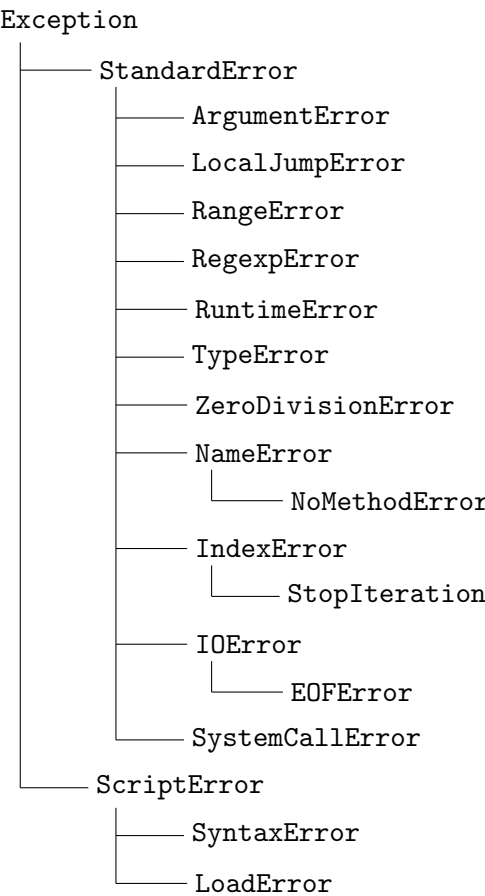 Exception
StandardError
ArgumentError
LocalJumpError
RangeError
RegexpError
RuntimeError
TypeError
ZeroDivisionError
NameError
NoMethodError
IndexError
StopIteration
IOError
EOFError
SystemCallError
ScriptError
SyntaxError
LoadError